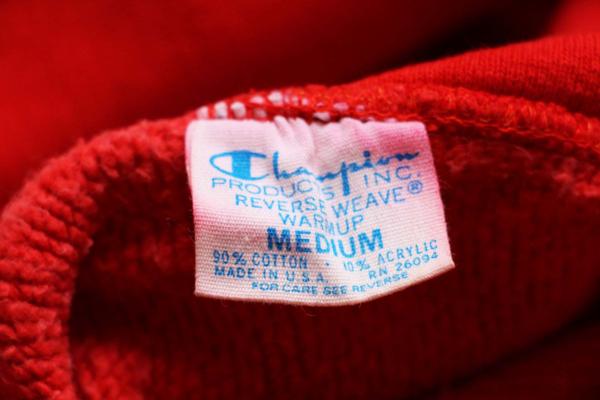 Champion
PRODUCTS INC.
REVERSE WEAVE®
WARMUP
MEDIUM
90% COTTON · 10% ACRYLIC
MADE IN U.S.A. RN 26094
FOR CARE SEE REVERSE